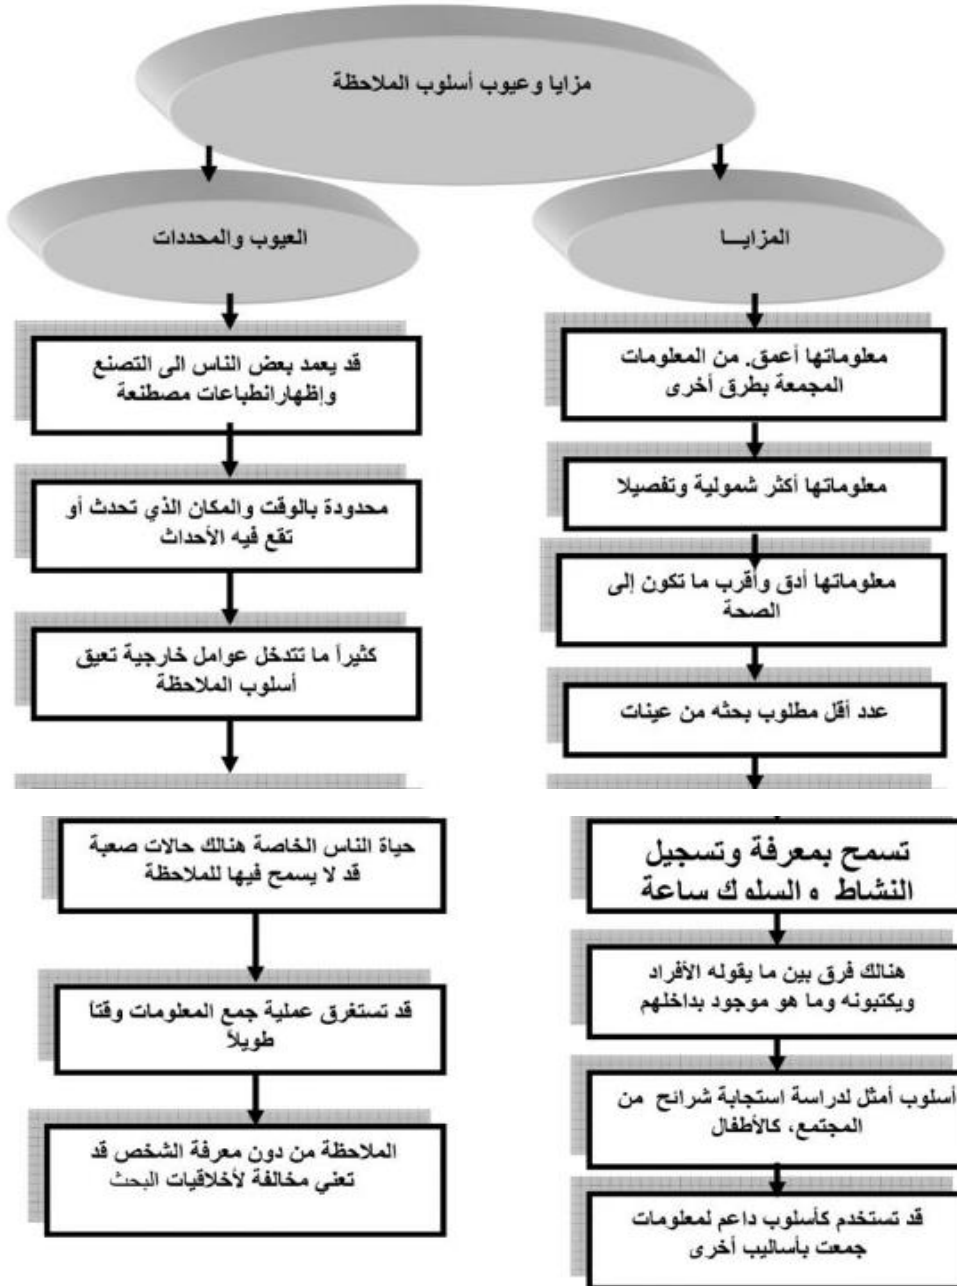 مزايا وعيوب أسلوب الملاحظة
المزايـــا
معلوماتها أعمق. من المعلومات
المجمعة بطرق أخرى
معلوماتها أكثر شمولية وتفصيلا
معلوماتها أدق وأقرب ما تكون إلى
الصحة
عدد أقل مطلوب بحثه من عينات
تسمح بمعرفة وتسجيل
النشاط والسلوك ساعة
هنالك فرق بين ما يقوله الأفراد
ويكتبونه وما هو موجود بداخلهم
أسلوب أمثل لدراسة استجابة شرائح من
المجتمع، كالأطفال
قد تستخدم كأسلوب داعم لمعلومات
جمعت بأساليب أخرى
العيوب والمحددات
قد يعمد بعض الناس الى التصنع
وإظهارانطباعات مصطنعة
محدودة بالوقت والمكان الذي تحدث أو
تقع فيه الأحداث
كثيراً ما تتدخل عوامل خارجية تعيق
أسلوب الملاحظة
حياة الناس الخاصة هنالك حالات صعبة
قد لا يسمح فيها للملاحظة
قد تستغرق عملية جمع المعلومات وقتاً
طويلاً
الملاحظة من دون معرفة الشخص قد
تعني مخالفة لأخلاقيات البحث